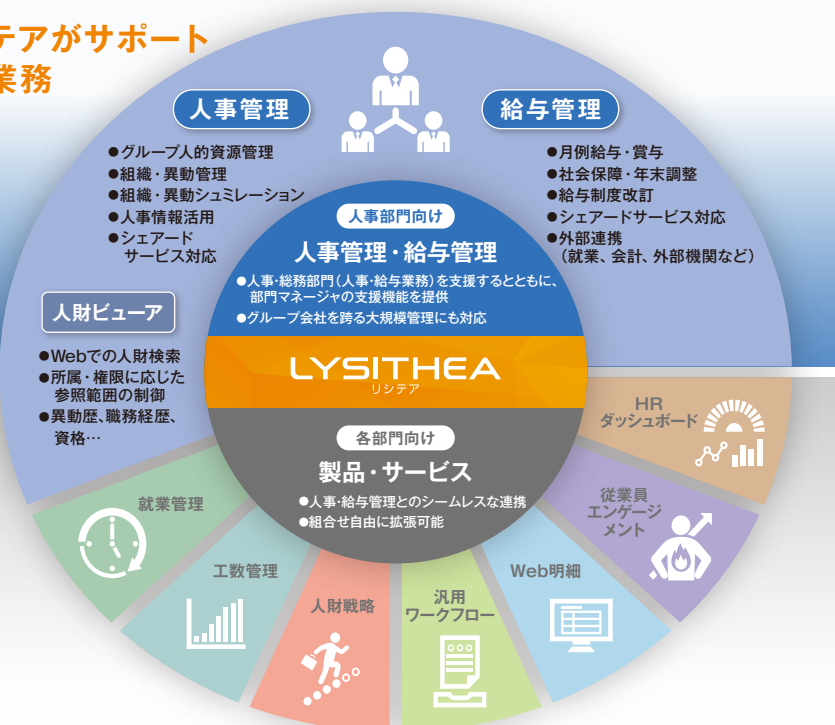 テアがサポート
業務
人事管理
●グループ人的資源管理
●組織・異動管理
●組織・異動シュミレーション
●人事情報活用
●シェアード
サービス対応
給与管理
●月例給与・賞与
●社会保障・年末調整
●給与制度改訂
●シェアードサービス対応
●外部連携
(就業、会計、外部機関など)
人財ビューア
●Webでの人財検索
●所属・権限に応じた
参照範囲の制御
●異動歴、職務経歴、
資格…
人事部門向け
人事管理・給与管理
●人事・総務部門(人事・給与業務)を支援するとともに、
部門マネージャの支援機能を提供
●グループ会社を跨る大規模管理にも対応
LYSITHEA
リシテア
各部門向け
製品・サービス
●人事・給与管理とのシームレスな連携
●組合せ自由に拡張可能
就業管理
工数管理
人財戦略
汎用
ワークフロー
Web明細
従業員
エンゲージ
メント
HR
ダッシュボード